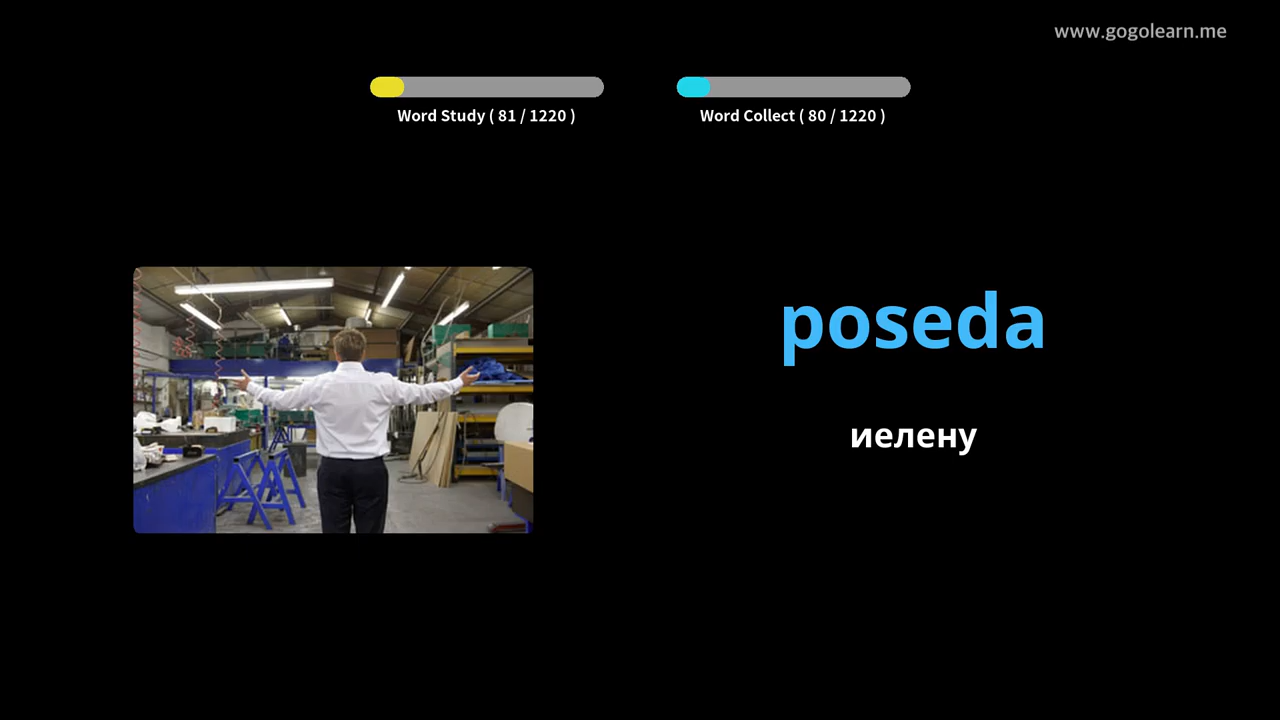 www.gogolearn.me
Word Study ( 81 / 1220 )
Word Collect ( 80 / 1220 )
poseda
иелену